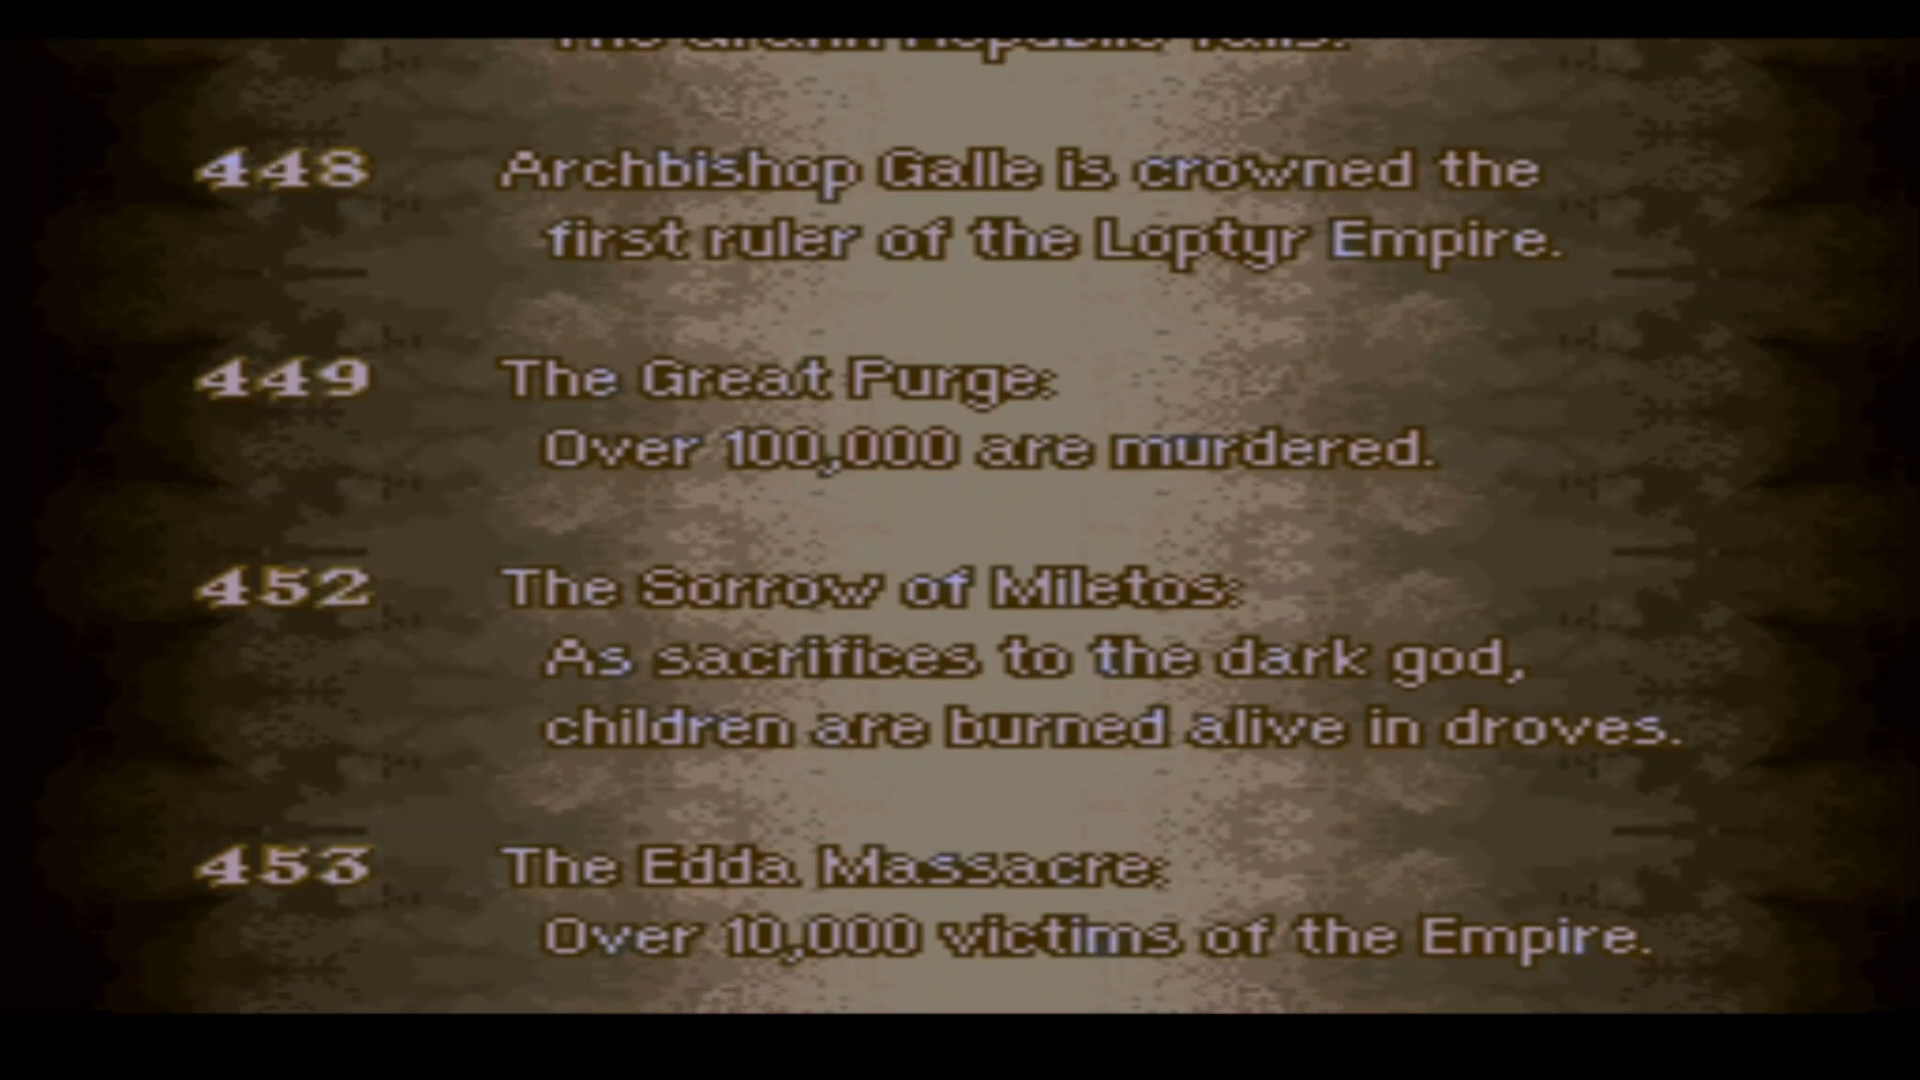 448 Archbishop Galle is crowned the
first ruler of the Loptyr Empire.
449 The Great Purge:
Over 100,000 are murdered.
452 The Sorrow of Miletos:
As sacrifices to the dark god,
children are burned alive in droves.
453 The Edda Massacre:
Over 10,000 victims of the Empire.